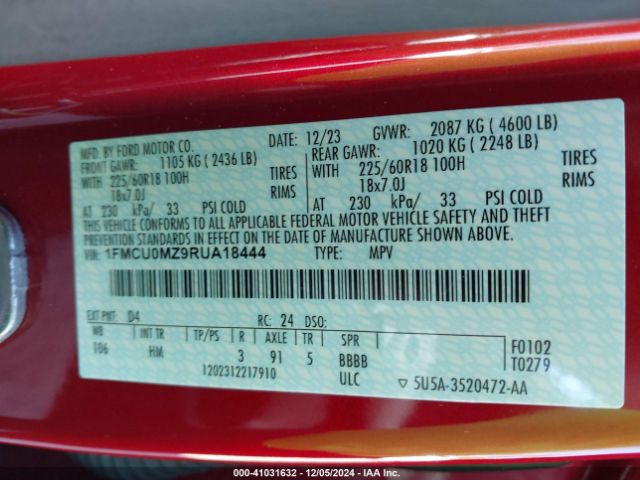 MFD. BY FORD MOTOR CO. DATE: 12/23 GVWR: 2087 KG ( 4600 LB)
FRONT GAWR: 1105 KG ( 2436 LB) REAR GAWR: 1020 KG ( 2248 LB)
WITH 225/60R18 100H TIRES WITH 225/60R18 100H TIRES
18x7.0J RIMS 18x7.0J RIMS
AT 230 kPa/ 33 PSI COLD AT 230 kPa/ 33 PSI COLD
THIS VEHICLE CONFORMS TO ALL APPLICABLE FEDERAL MOTOR VEHICLE SAFETY AND THEFT
PREVENTION STANDARDS IN EFFECT ON THE DATE OF MANUFACTURE SHOWN ABOVE.
VIN: 1FMCU0MZ9RUA18444 TYPE: MPV
EXT PNT: D4 RC: 24 DSO:
WB INT TR TP/PS R AXLE TR SPR F0102
106 HM 3 91 5 BBBB T0279
1202312217910 ULC ▽ 5U5A-3520472-AA
000-41031632 - 12/05/2024 - IAA Inc.